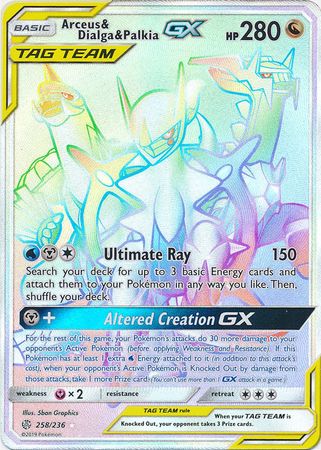 BASIC
Arceus&
Dialga&Palkia GX
HP 280
TAG TEAM
Ultimate Ray 150
Search your deck for up to 3 basic Energy cards and
attach them to your Pokémon in any way you like. Then,
shuffle your deck.
+ Altered Creation GX
For the rest of this game, your Pokémon's attacks do 30 more damage to your
opponent's Active Pokémon (before applying Weakness and Resistance). If this
Pokémon has at least 1 extra Energy attached to it (in addition to this attack's
cost), when your opponent's Active Pokémon is Knocked Out by damage from
those attacks, take 1 more Prize card. (You can't use more than 1 GX attack in a game.)
weakness × 2 resistance retreat
Illus. 5ban Graphics
258/236
©2019 Pokémon
TAG TEAM rule
When your TAG TEAM is
Knocked Out, your opponent takes 3 Prize cards.